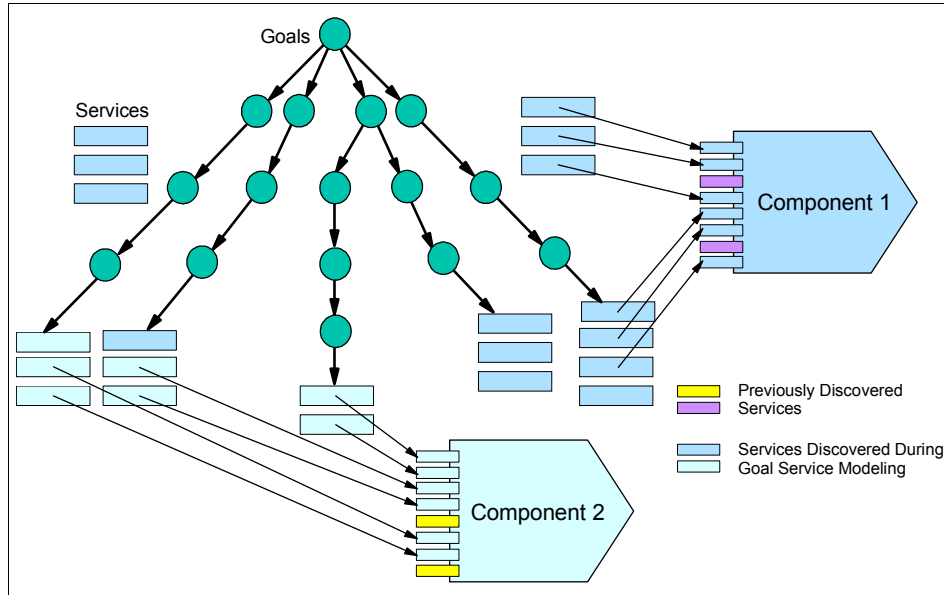 Goals
Services
Component 1
Previously Discovered
Services
Services Discovered During
Goal Service Modeling
Component 2